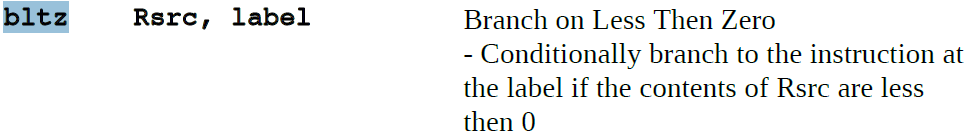 bltz Rsrc, label Branch on Less Then Zero
- Conditionally branch to the instruction at
the label if the contents of Rsrc are less
then 0